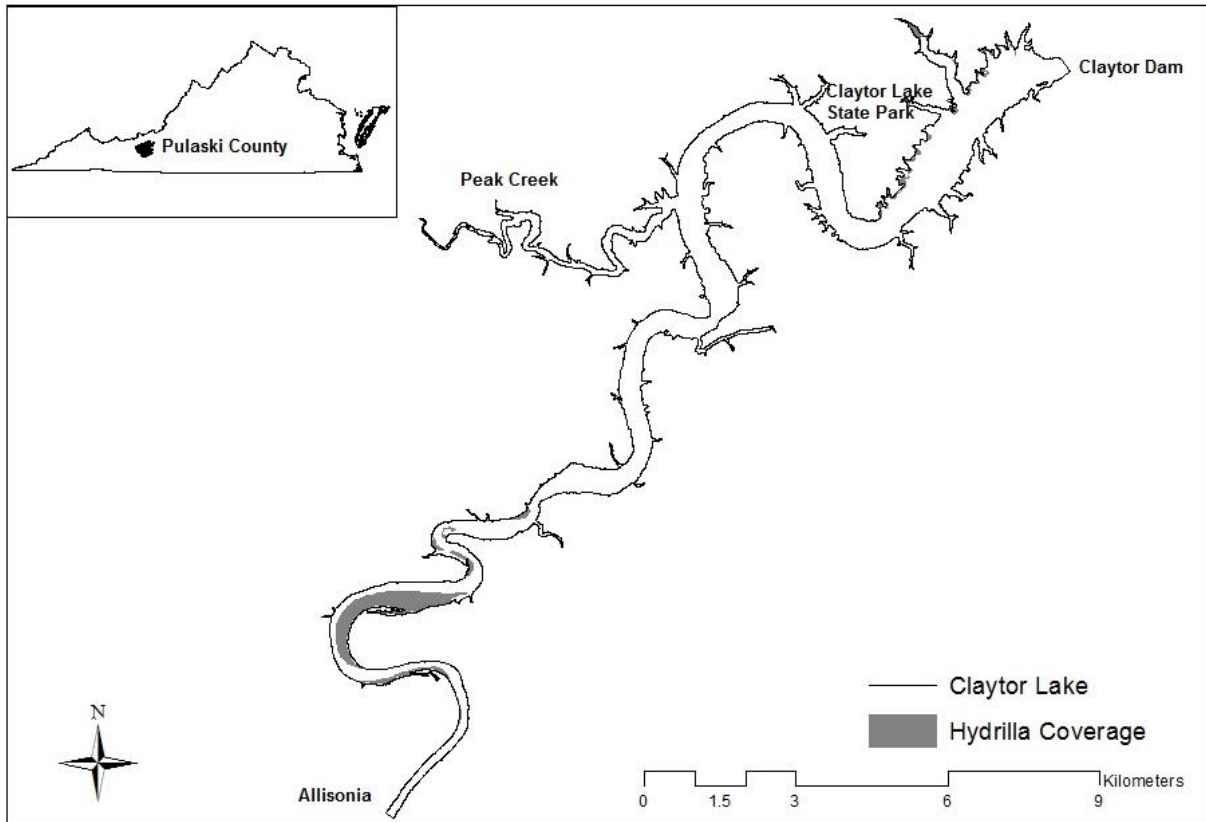 Pulaski County
Claytor Dam
Claytor Lake
State Park
Peak Creek
Claytor Lake
Hydrilla Coverage
N
Allisonia
Kilometers
0 1.5 3 6 9